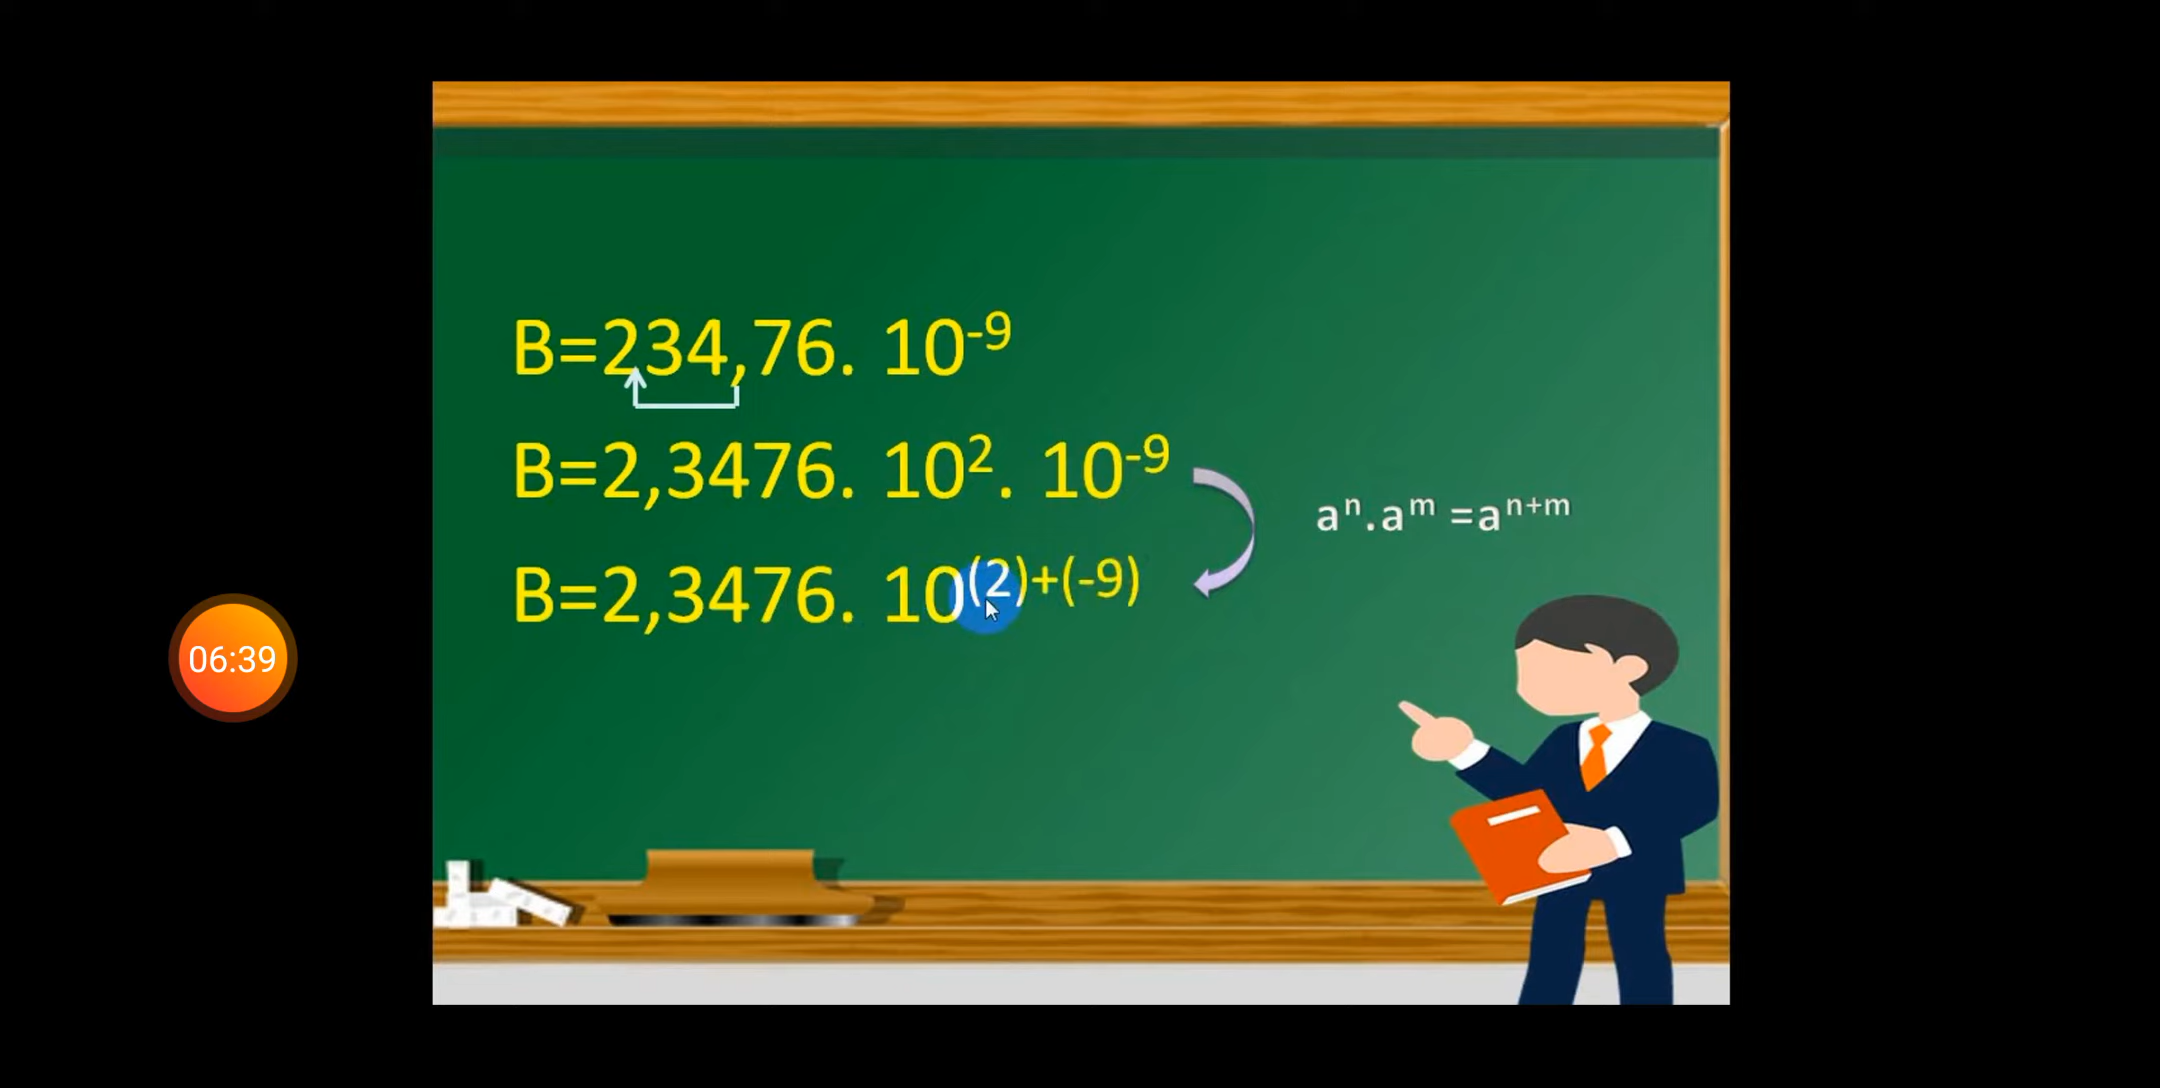 B=234,76. 10⁻⁹
B=2,3476. 10². 10⁻⁹
aⁿ.aᵐ =aⁿ⁺ᵐ
B=2,3476. 10⁽²⁾⁺⁽⁻⁹⁾
06:39